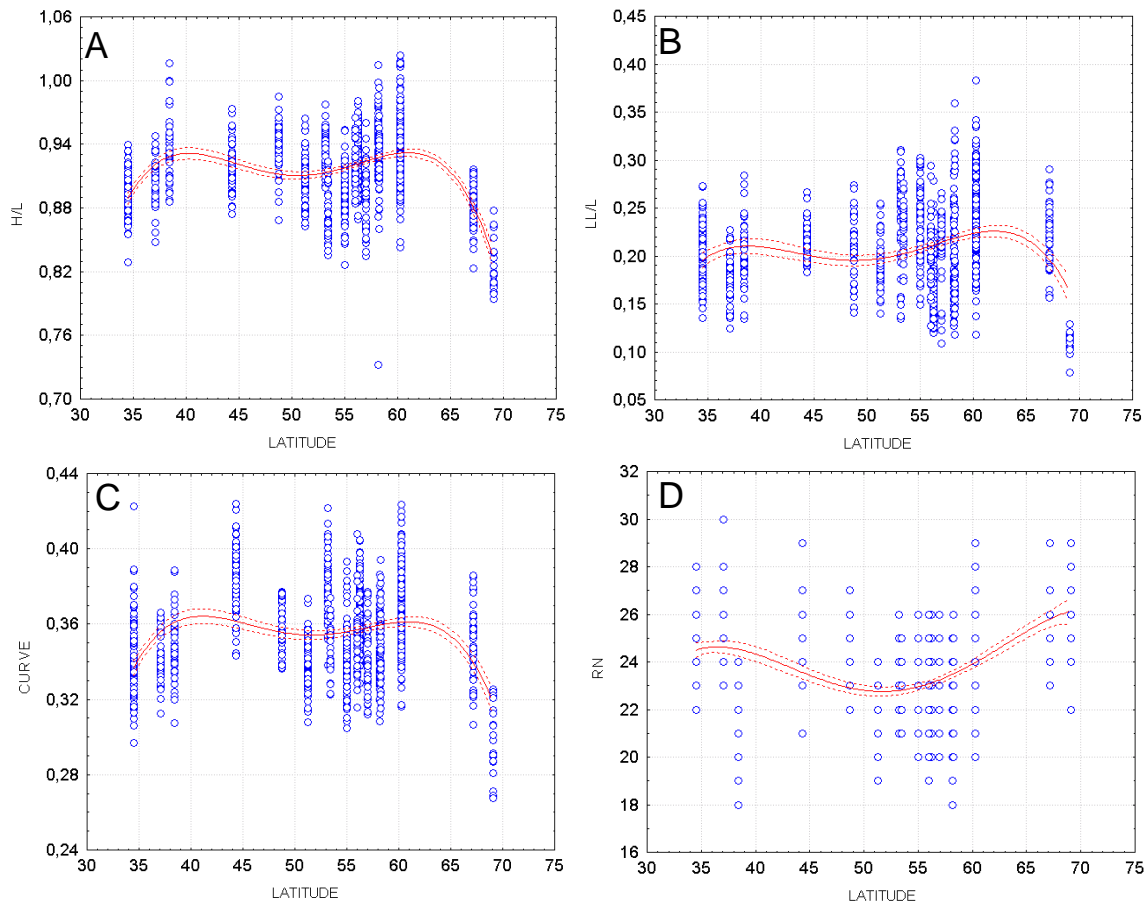 A
1,06
1,00
0,94
0,88
0,82
0,76
0,70
H/L
30 35 40 45 50 55 60 65 70 75
LATITUDE
B
0,45
0,40
0,35
0,30
0,25
0,20
0,15
0,10
0,05
LL/L
30 35 40 45 50 55 60 65 70 75
LATITUDE
C
0,44
0,40
0,36
0,32
0,28
0,24
CURVE
30 35 40 45 50 55 60 65 70 75
LATITUDE
D
32
30
28
26
24
22
20
18
16
RN
30 35 40 45 50 55 60 65 70 75
LATITUDE